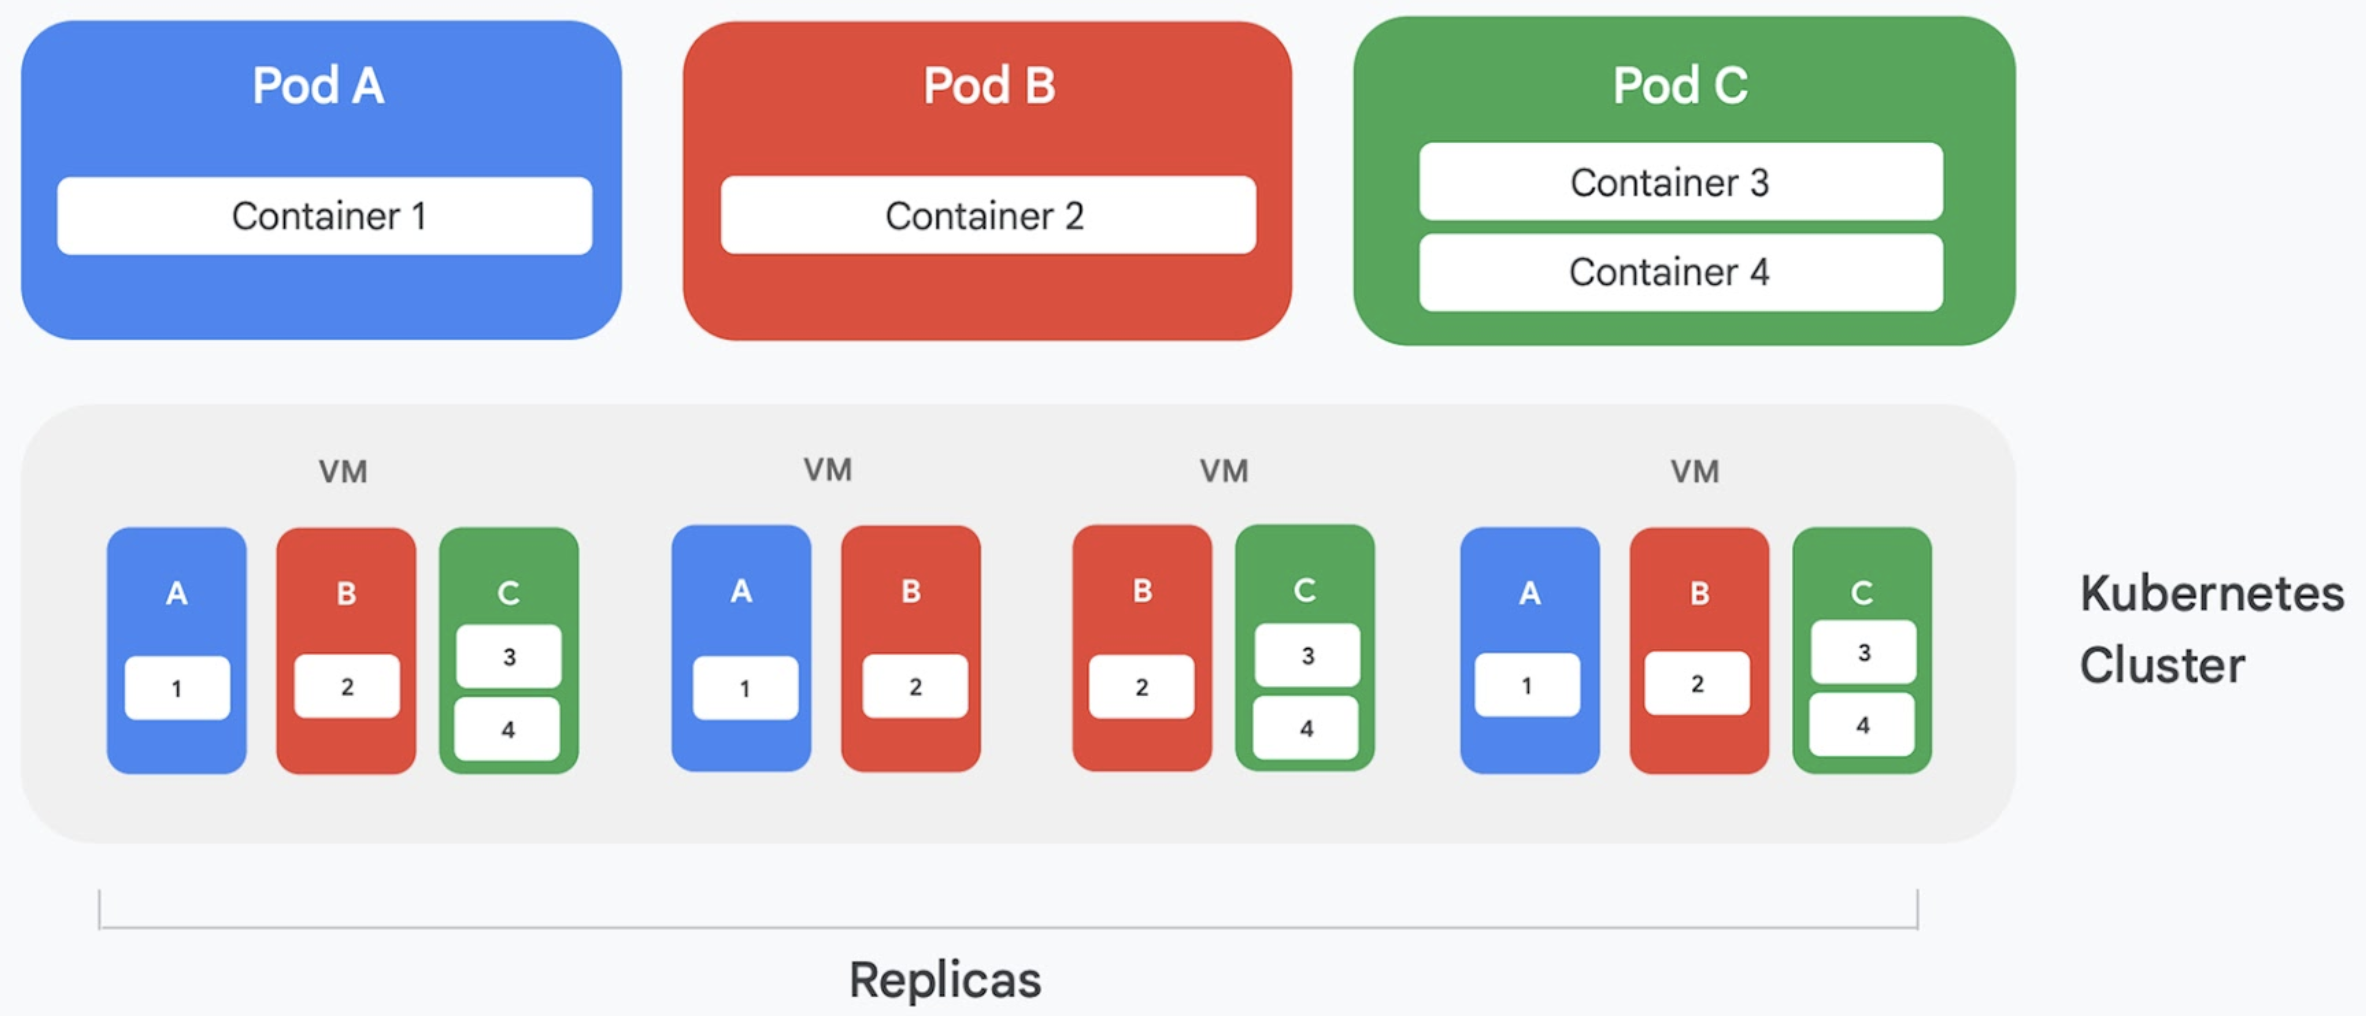 Pod A
Container 1
Pod B
Container 2
Pod C
Container 3
Container 4
VM
A
1
B
2
C
3
4
VM
A
1
B
2
VM
B
2
C
3
4
VM
A
1
B
2
C
3
4
Kubernetes
Cluster
Replicas